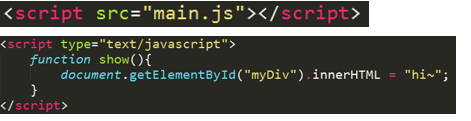 <script src="main.js"></script>
<script type="text/javascript">
function show(){
document.getElementById("myDiv").innerHTML = "hi~";
}
</script>